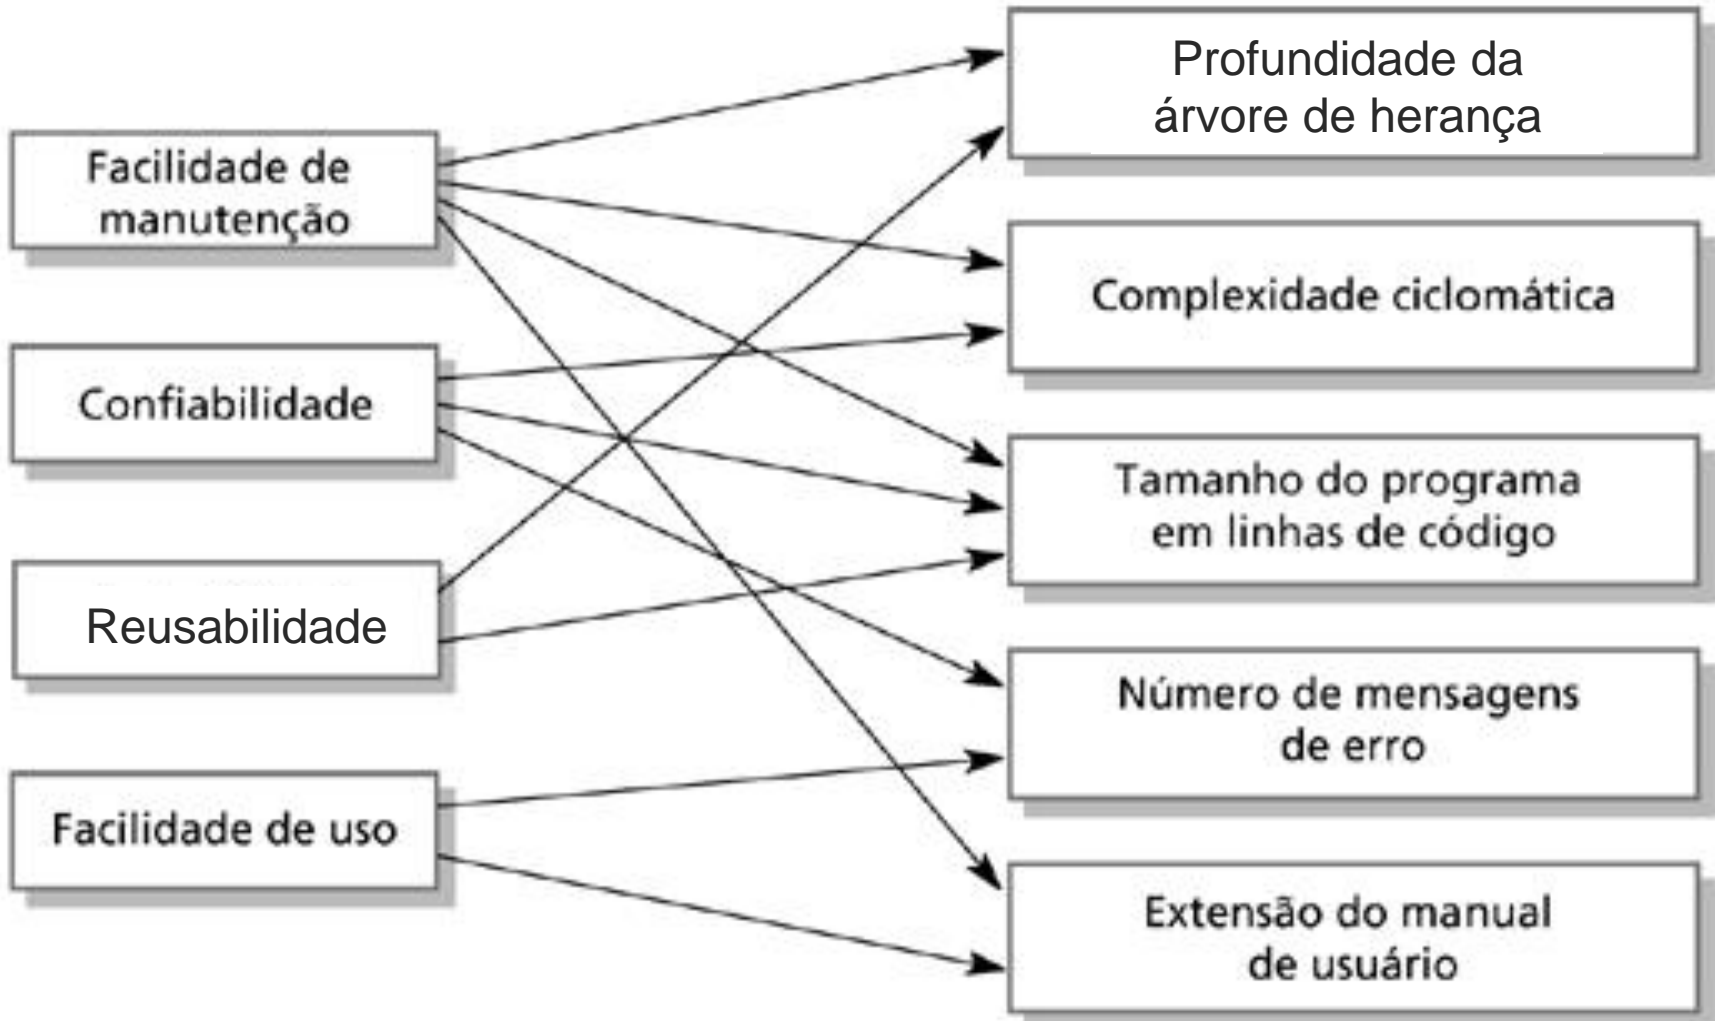 Facilidade de
manutenção
Confiabilidade
Reusabilidade
Facilidade de uso
Profundidade da
árvore de herança
Complexidade ciclomática
Tamanho do programa
em linhas de código
Número de mensagens
de erro
Extensão do manual
de usuário